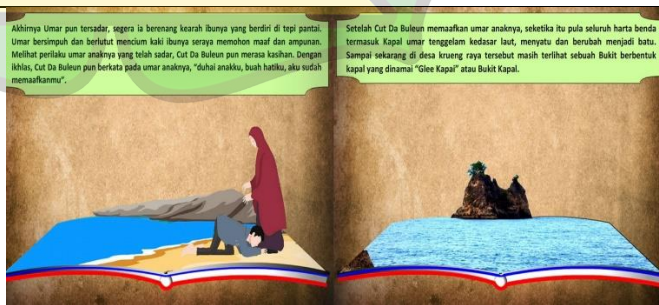 Akhirnya Umar pun tersadar, segera ia berenang kearah ibunya yang berdiri di tepi pantai.
Umar bersimpuh dan berlutut mencium kaki ibunya seraya memohon maaf dan ampunan.
Melihat perilaku umar anaknya yang telah sadar, Cut Da Buleun pun merasa kasihan. Dengan
ikhlas, Cut Da Buleun pun berkata pada umar anaknya, “duhai anakku, buah hatiku, aku sudah
memaafkanmu”.
Setelah Cut Da Buleun memaafkan umar anaknya, seketika itu pula seluruh harta benda
termasuk Kapal umar tenggelam kedasar laut, menyatu dan berubah menjadi batu.
Sampai sekarang di desa krueng raya tersebut masih terlihat sebuah Bukit berbentuk
kapal yang dinamai “Glee Kapai” atau Bukit Kapal.